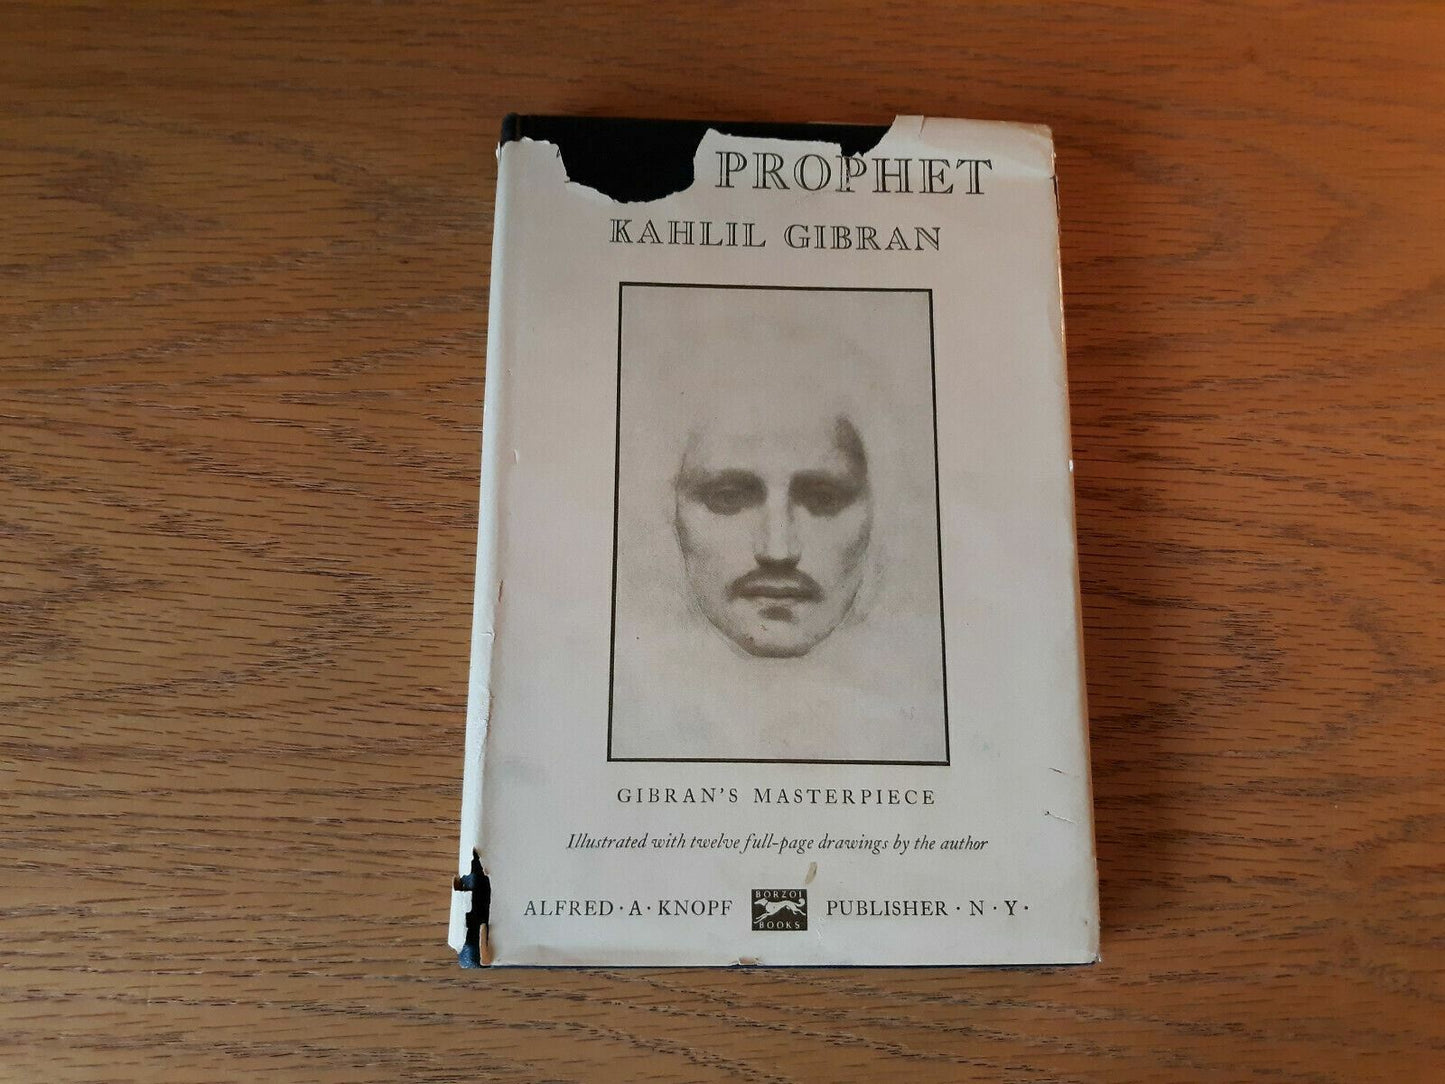 PROPHET
KAHLIL GIBRAN
GIBRAN'S MASTERPIECE
Illustrated with twelve full-page drawings by the author
ALFRED · A · KNOPF
BORZOI
BOOKS
PUBLISHER · N · Y ·